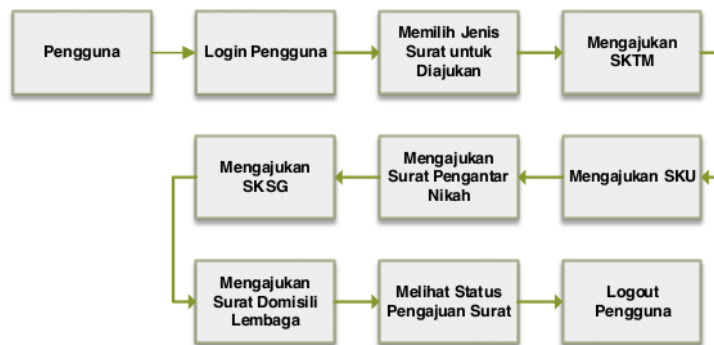 Pengguna
Login Pengguna
Memilih Jenis
Surat untuk
Diajukan
Mengajukan
SKTM
Mengajukan SKU
Mengajukan
Surat Pengantar
Nikah
Mengajukan
SKSG
Mengajukan
Surat Domisili
Lembaga
Melihat Status
Pengajuan Surat
Logout
Pengguna